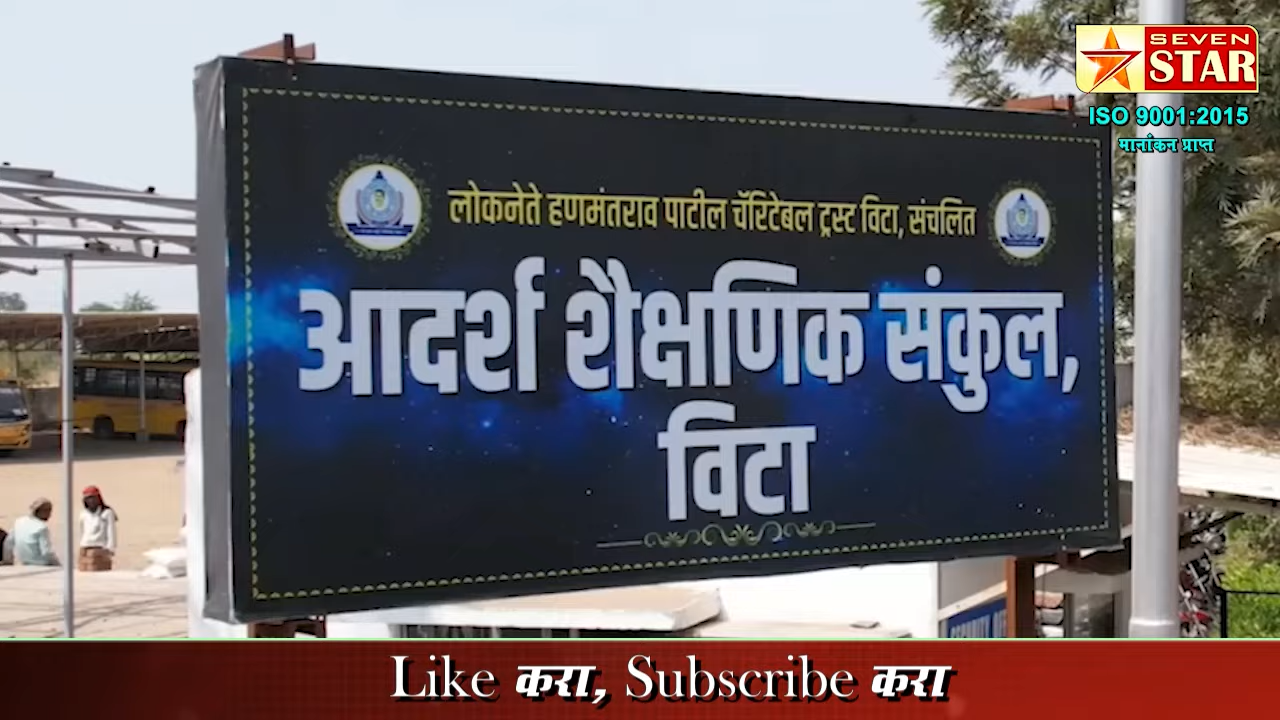 SEVEN
STAR
ISO 9001:2015
मानांकन प्राप्त
लोकनेते हणमंतराव पाटील चॅरिटेबल ट्रस्ट विटा, संचलित
आदर्श शैक्षणिक संकुल,
विटा
Like करा, Subscribe करा